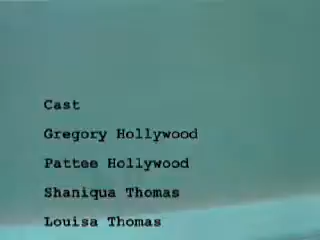 Cast
Gregory Hollywood
Pattee Hollywood
Shaniqua Thomas
Louisa Thomas